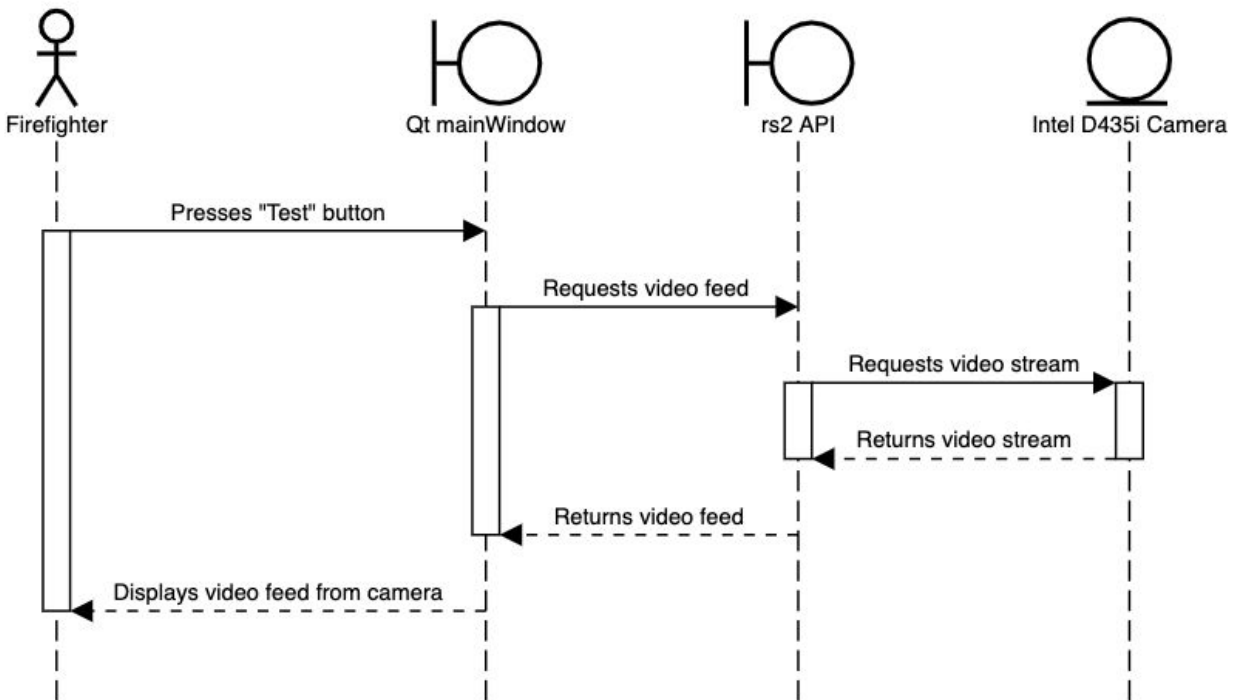 Firefighter
Qt mainWindow
rs2 API
Intel D435i Camera
Presses "Test" button
Requests video feed
Requests video stream
Returns video stream
Returns video feed
Displays video feed from camera